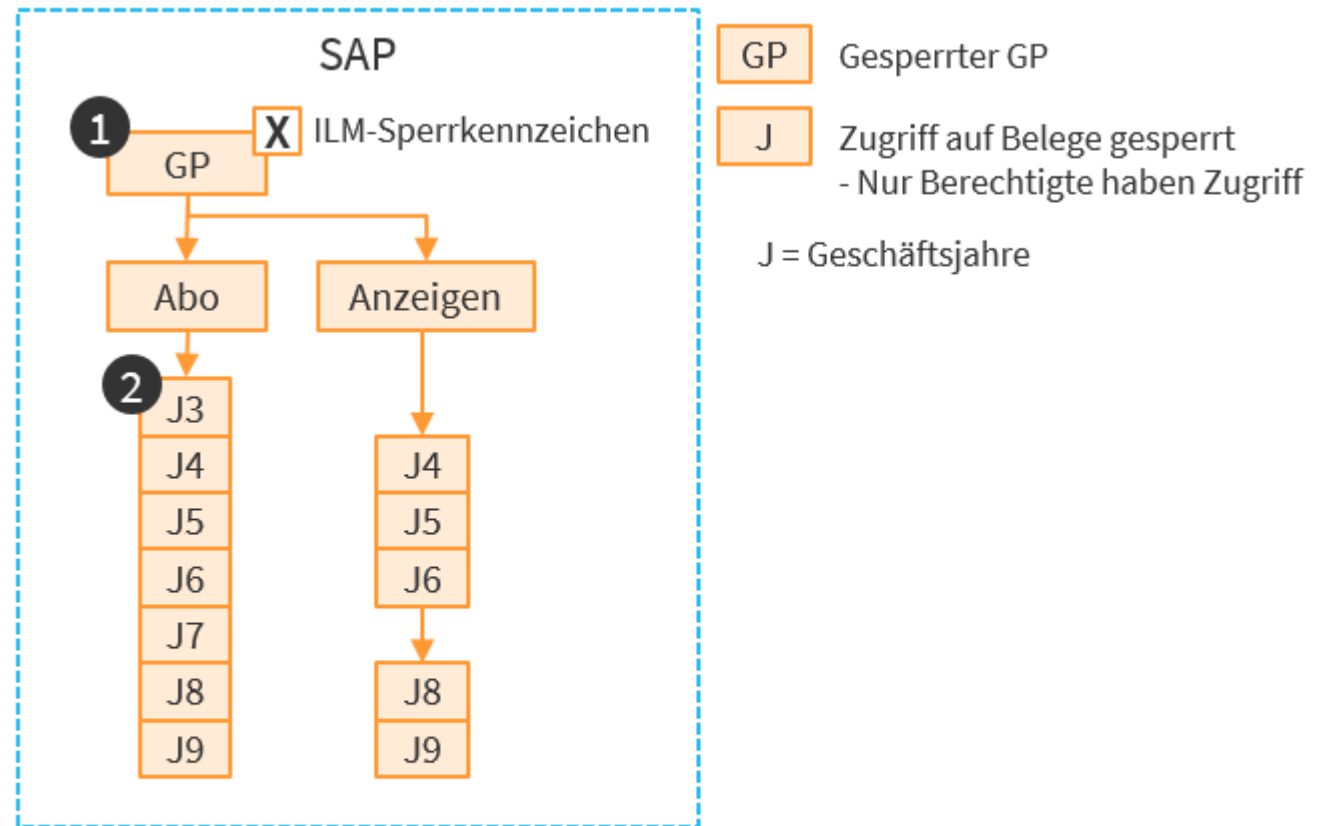 SAP
1
X ILM-Sperrkennzeichen
GP
Abo
Anzeigen
2
J3
J4
J5
J6
J7
J8
J9
J4
J5
J6
J8
J9
GP Gesperrter GP
J Zugriff auf Belege gesperrt
- Nur Berechtigte haben Zugriff
J = Geschäftsjahre